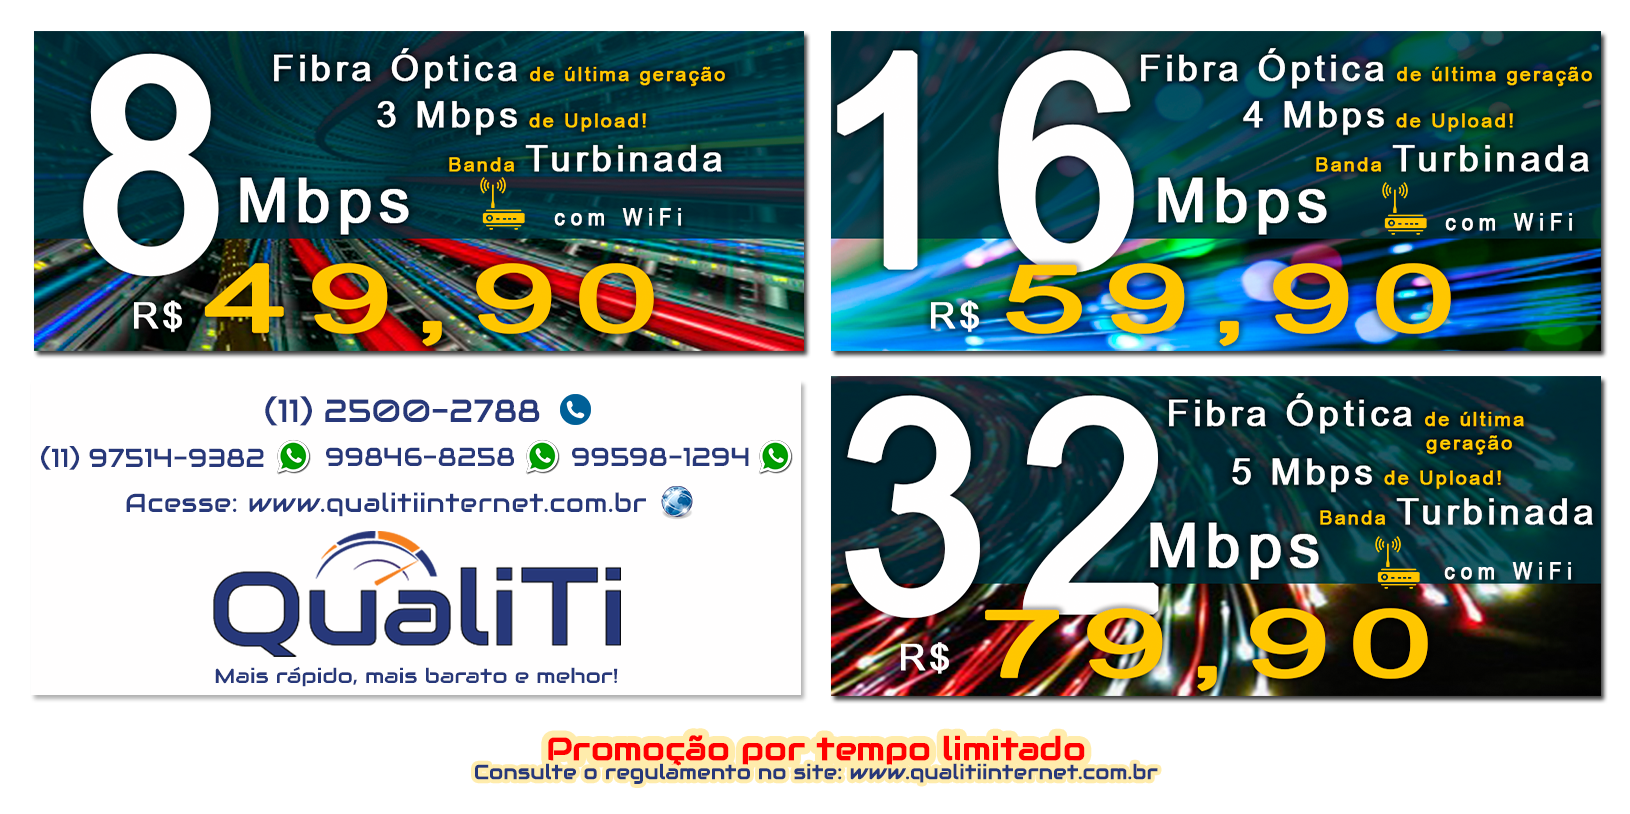 8 Mbps
Fibra Óptica de última geração
3 Mbps de Upload!
Banda Turbinada
com WiFi
R$ 49,90
16 Mbps
Fibra Óptica de última geração
4 Mbps de Upload!
Banda Turbinada
com WiFi
R$ 59,90
(11) 2500-2788
(11) 97514-9382 99846-8258 99598-1294
Acesse: www.qualitiinternet.com.br
QualiTi
Mais rápido, mais barato e mehor!
32 Mbps
Fibra Óptica de última
geração
5 Mbps de Upload!
Banda Turbinada
com WiFi
R$ 79,90
Promoção por tempo limitado
Consulte o regulamento no site: www.qualitiinternet.com.br